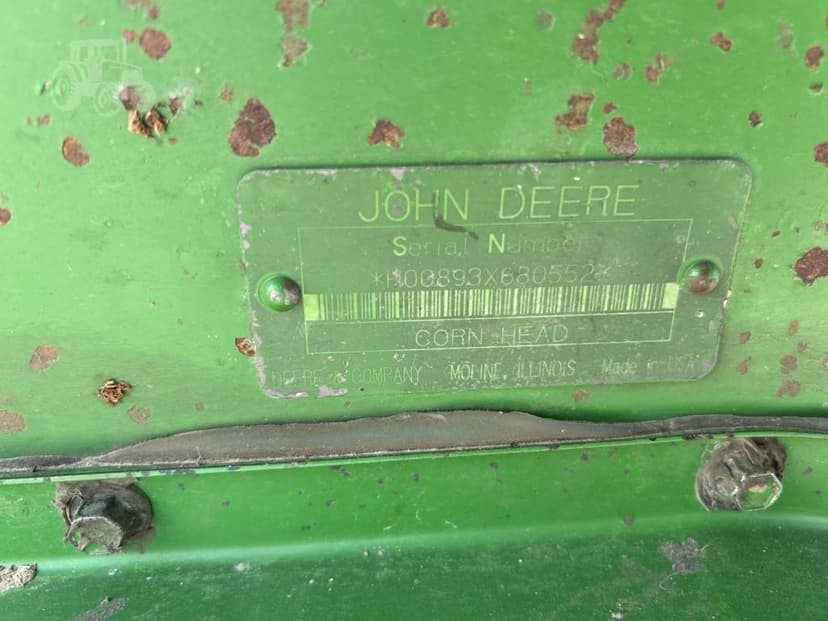 JOHN DEERE
Serial Number
*H00893X680552*
CORN HEAD
DEERE & COMPANY MOLINE, ILLINOIS Made in USA